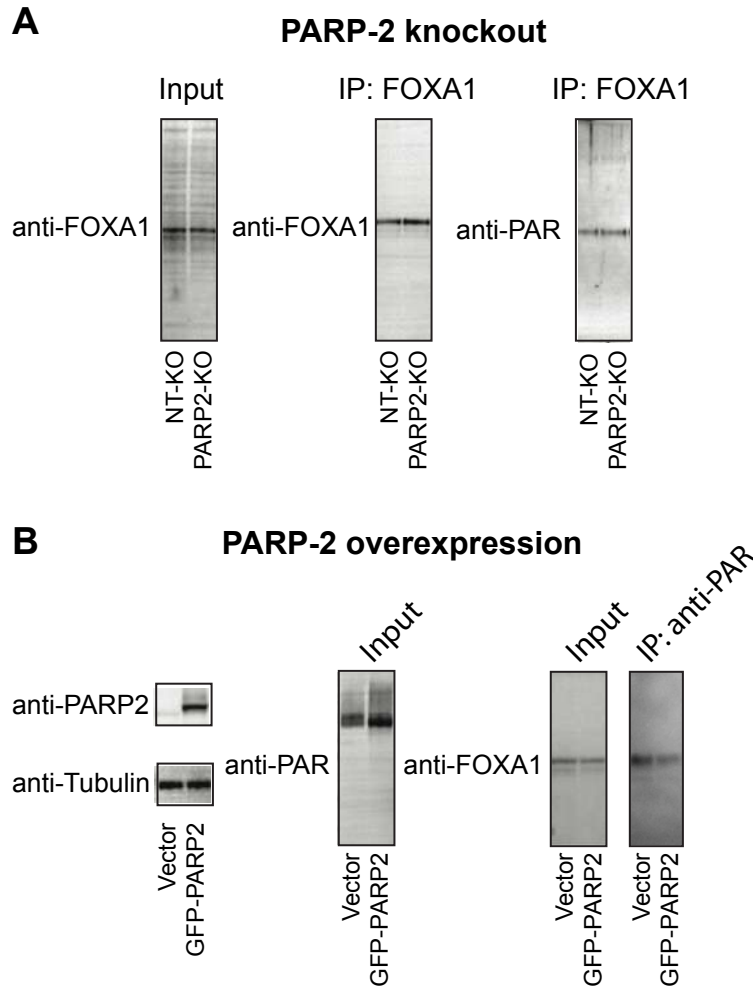 A
PARP-2 knockout
Input
IP: FOXA1
IP: FOXA1
anti-FOXA1
anti-FOXA1
anti-PAR
NT-KO
PARP2-KO
NT-KO
PARP2-KO
NT-KO
PARP2-KO
B
PARP-2 overexpression
Input
Input
IP: anti-PAR
anti-PARP2
anti-Tubulin
anti-PAR
anti-FOXA1
Vector
GFP-PARP2
Vector
GFP-PARP2
Vector
GFP-PARP2
Vector
GFP-PARP2